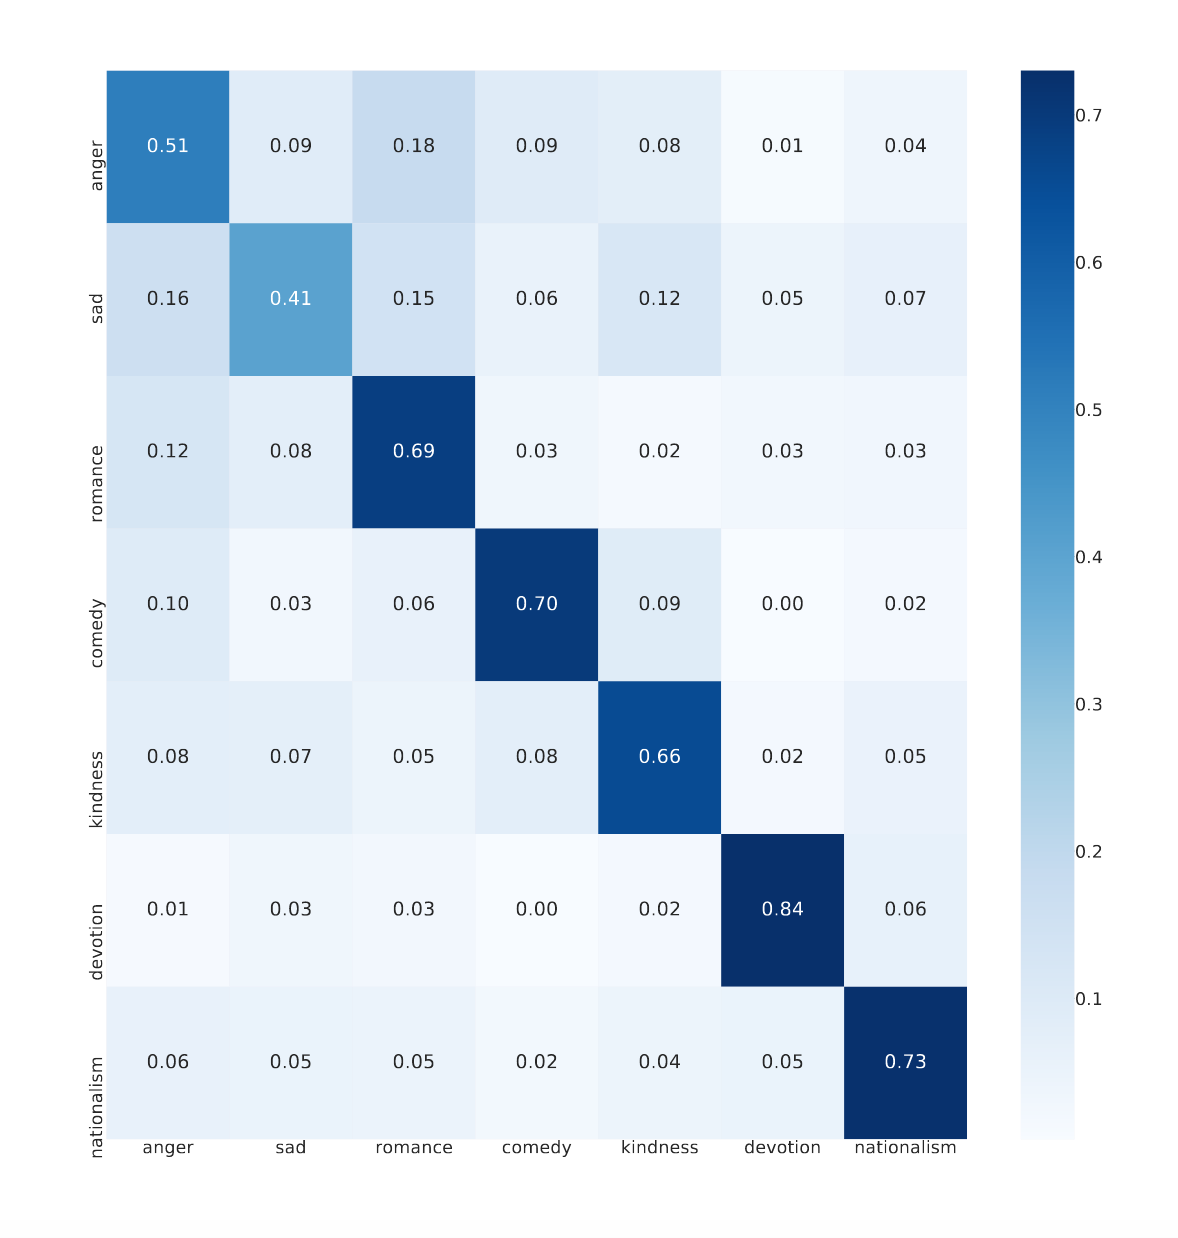 anger 0.51 0.09 0.18 0.09 0.08 0.01 0.04
sad 0.16 0.41 0.15 0.06 0.12 0.05 0.07
romance 0.12 0.08 0.69 0.03 0.02 0.03 0.03
comedy 0.10 0.03 0.06 0.70 0.09 0.00 0.02
kindness 0.08 0.07 0.05 0.08 0.66 0.02 0.05
devotion 0.01 0.03 0.03 0.00 0.02 0.84 0.06
nationalism 0.06 0.05 0.05 0.02 0.04 0.05 0.73
anger sad romance comedy kindness devotion nationalism
0.7
0.6
0.5
0.4
0.3
0.2
0.1